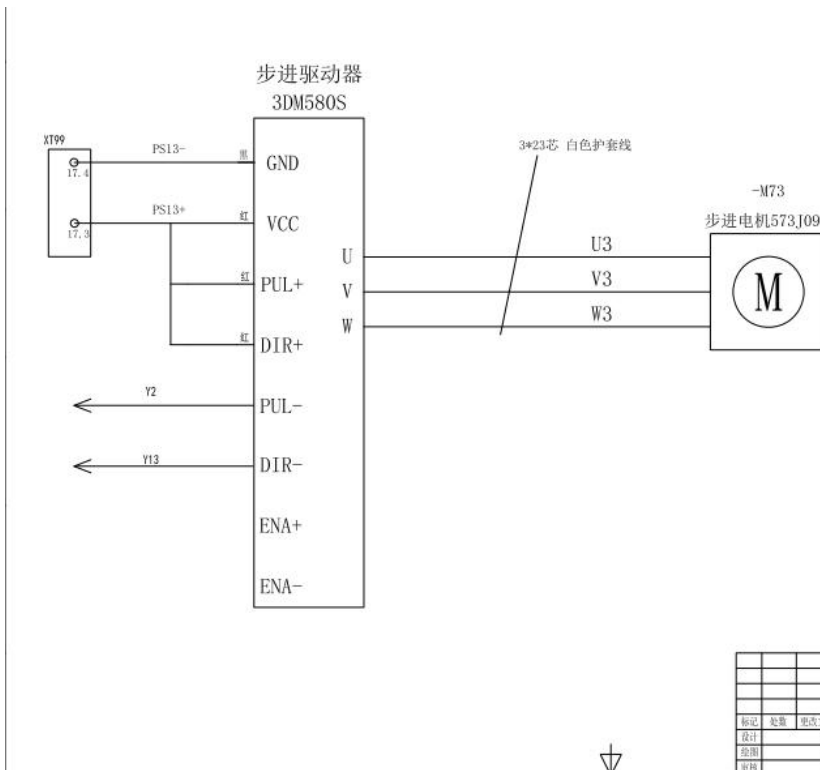 步进驱动器
3DM580S
XT99
17.4
17.3
PS13-
PS13+
黑
红
红
红
GND
VCC
PUL+
DIR+
PUL-
DIR-
ENA+
ENA-
U
V
W
Y2
Y13
3*23芯 白色护套线
U3
V3
W3
-M73
步进电机573J09
M
标记 处数
设计
绘图
审核